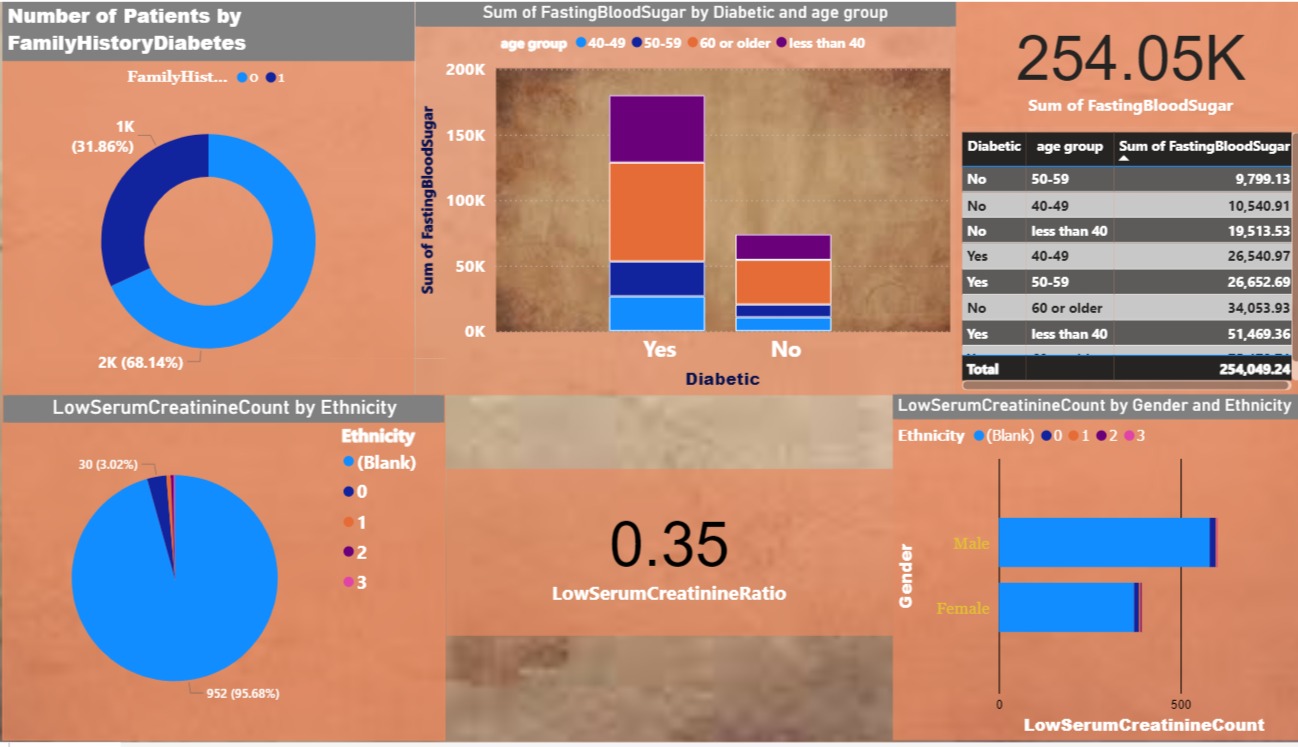 Number of Patients by
FamilyHistoryDiabetes
FamilyHist... 0 1
1K
(31.86%)
2K (68.14%)
Sum of FastingBloodSugar by Diabetic and age group
age group 40-49 50-59 60 or older less than 40
Sum of FastingBloodSugar
200K
150K
100K
50K
0K
Yes No
Diabetic
254.05K
Sum of FastingBloodSugar
Diabetic age group Sum of FastingBloodSugar
No 50-59 9,799.13
No 40-49 10,540.91
No less than 40 19,513.53
Yes 40-49 26,540.97
Yes 50-59 26,652.69
No 60 or older 34,053.93
Yes less than 40 51,469.36
Total 254,049.24
LowSerumCreatinineCount by Ethnicity
Ethnicity
(Blank)
0
1
2
3
30 (3.02%)
952 (95.68%)
0.35
LowSerumCreatinineRatio
LowSerumCreatinineCount by Gender and Ethnicity
Ethnicity (Blank) 0 1 2 3
Gender
Male
Female
0 500
LowSerumCreatinineCount